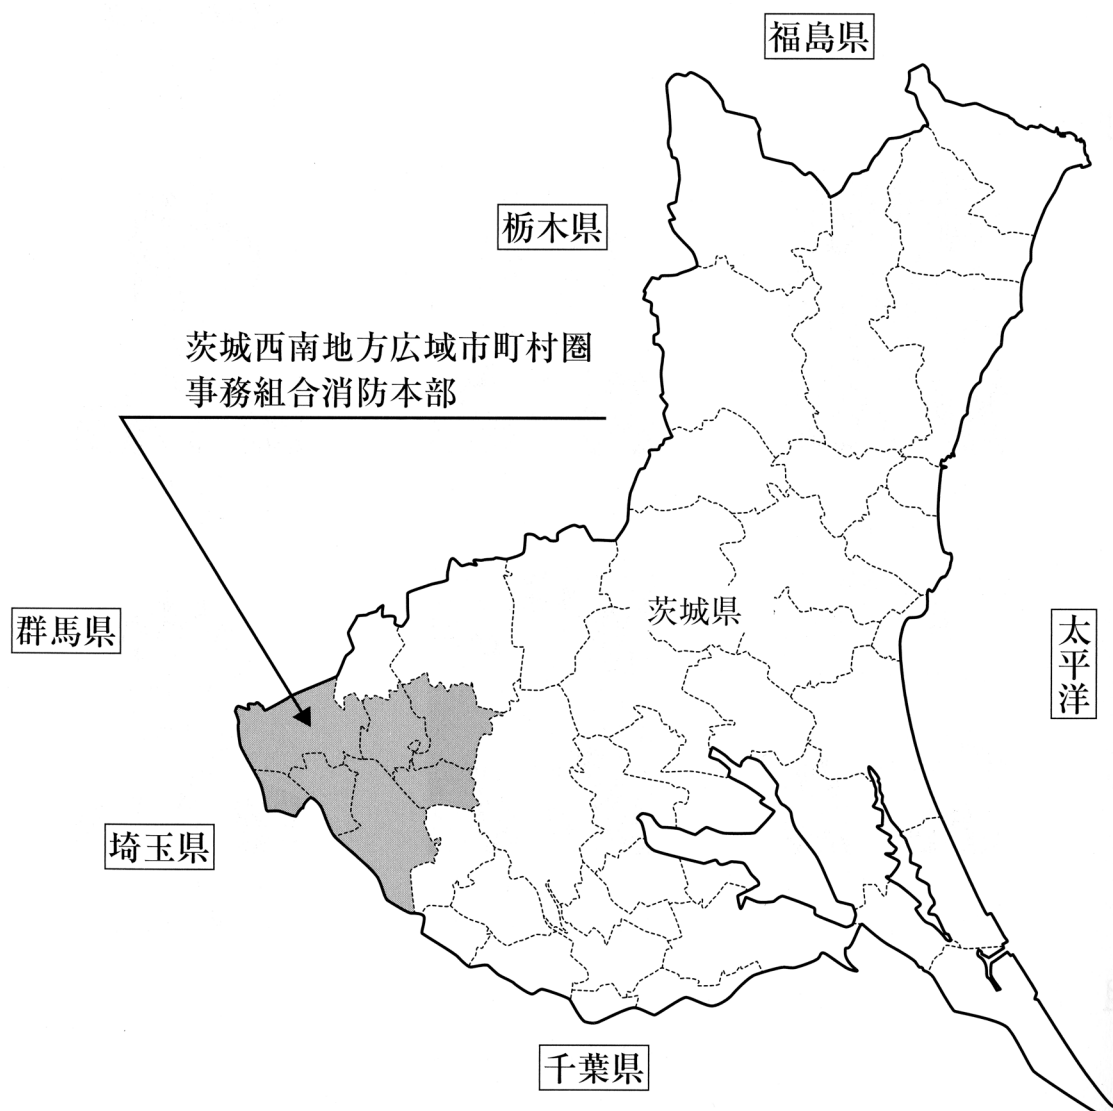 福島県
栃木県
茨城西南地方広域市町村圏
事務組合消防本部
群馬県
茨城県
太平洋
埼玉県
千葉県